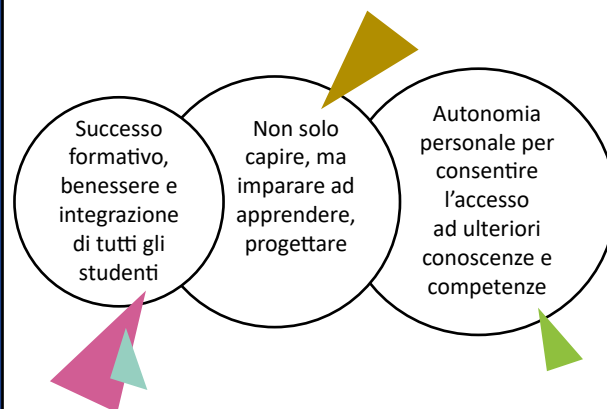 Successo
formativo,
benessere e
integrazione
di tutti gli
studenti
Non solo
capire, ma
imparare ad
apprendere,
progettare
Autonomia
personale per
consentire
l’accesso
ad ulteriori
conoscenze e
competenze